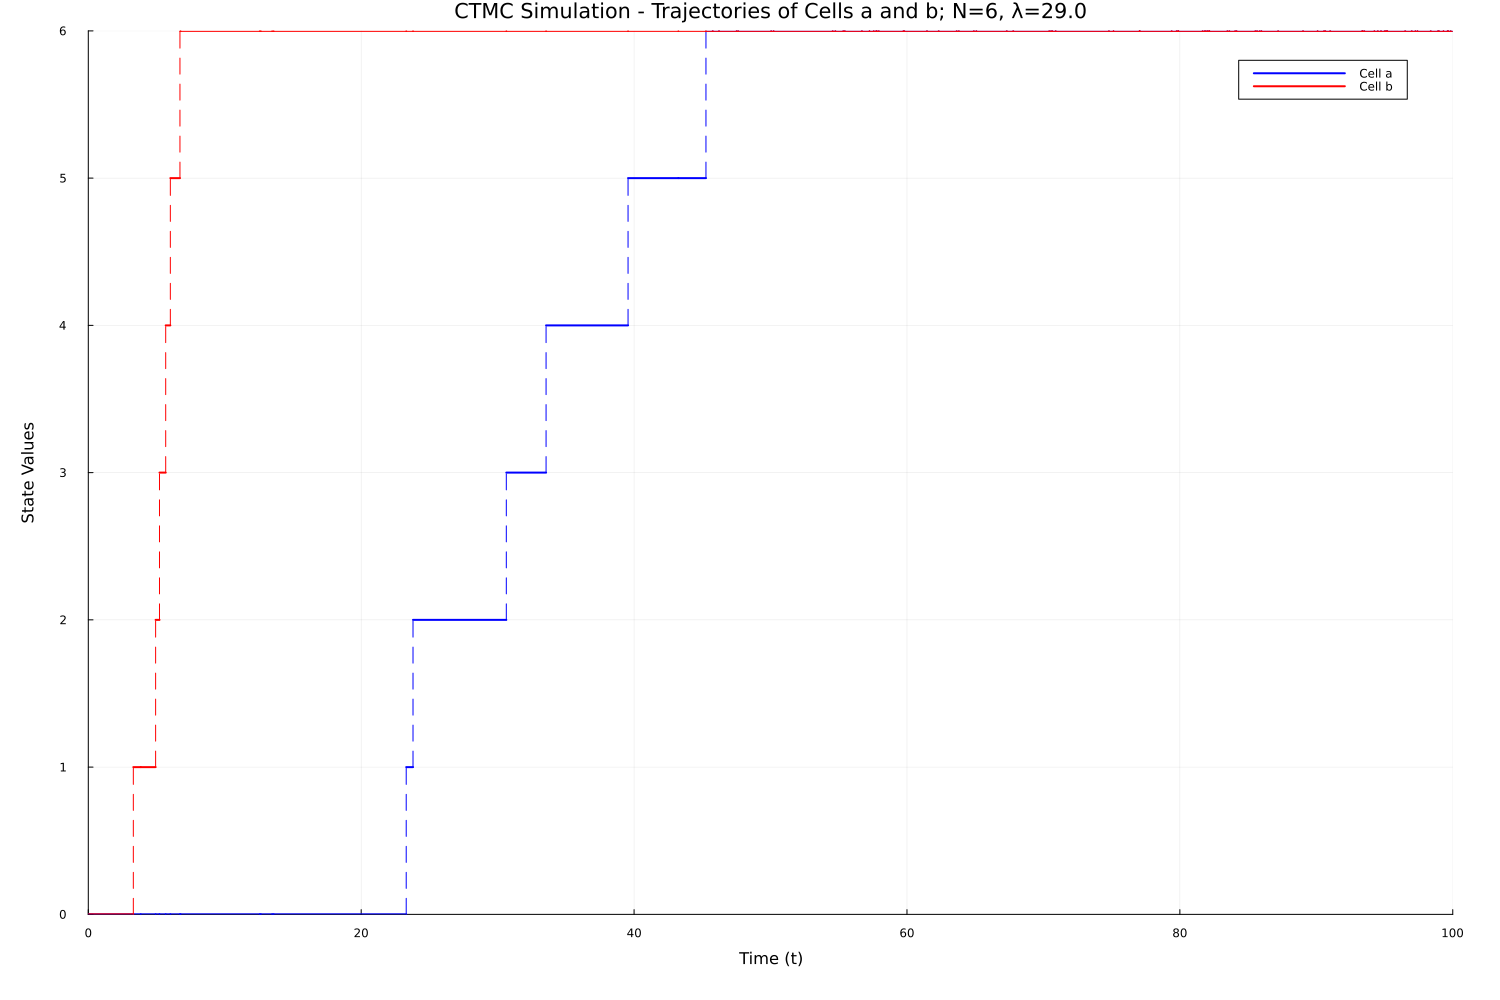 CTMC Simulation - Trajectories of Cells a and b; N=6, λ=29.0
6
Cell a
Cell b
5
4
State Values
3
2
1
0
0 20 40 60 80 100
Time (t)